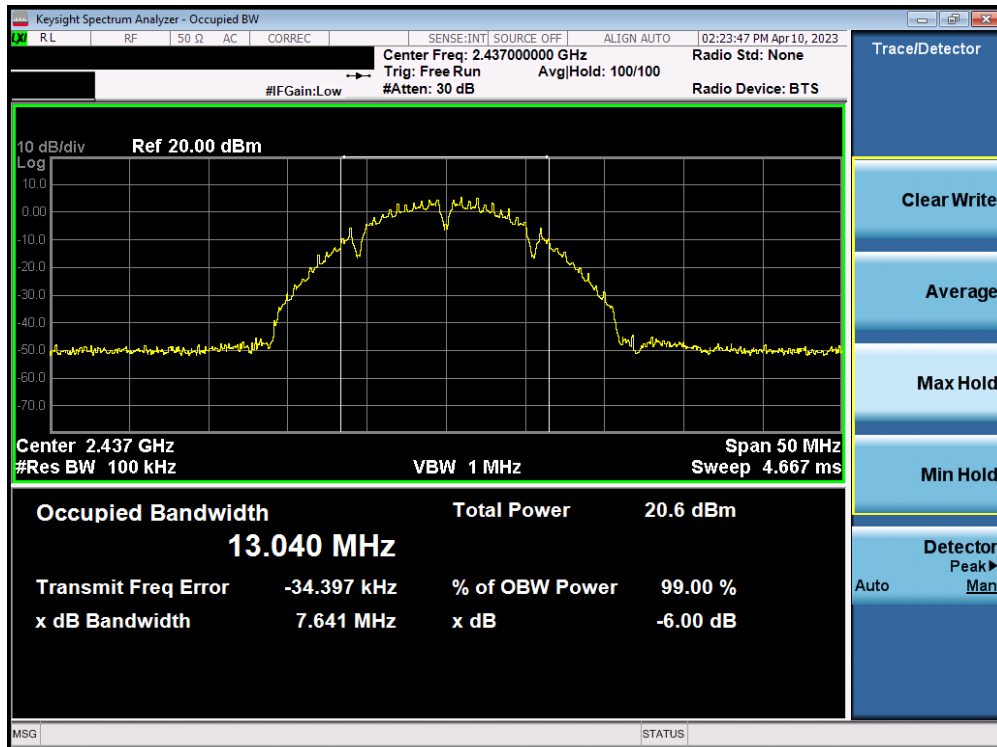 Keysight Spectrum Analyzer - Occupied BW
LXI RL RF 50 Ω AC CORREC SENSE:INT SOURCE OFF ALIGN AUTO 02:23:47 PM Apr 10, 2023
Center Freq: 2.437000000 GHz Radio Std: None
Trig: Free Run Avg|Hold: 100/100
#IFGain:Low #Atten: 30 dB Radio Device: BTS
10 dB/div Ref 20.00 dBm
Log
10.0
0.00
-10.0
-20.0
-30.0
-40.0
-50.0
-60.0
-70.0
Center 2.437 GHz Span 50 MHz
#Res BW 100 kHz VBW 1 MHz Sweep 4.667 ms
Occupied Bandwidth Total Power 20.6 dBm
13.040 MHz
Transmit Freq Error -34.397 kHz % of OBW Power 99.00 %
x dB Bandwidth 7.641 MHz x dB -6.00 dB
MSG STATUS
Trace/Detector
Clear Write
Average
Max Hold
Min Hold
Detector
Peak▶
Auto Man